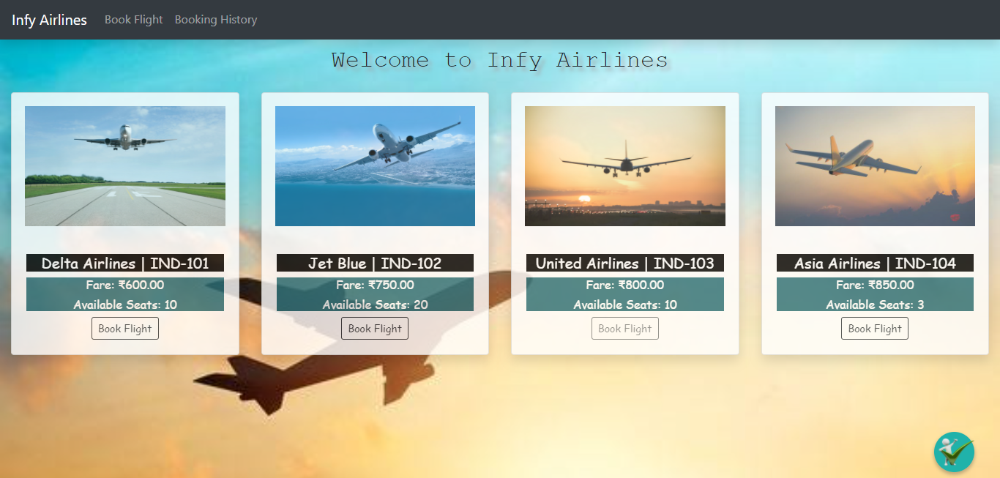 Infy Airlines Book Flight Booking History
Welcome to Infy Airlines
Delta Airlines | IND-101
Fare: ₹600.00
Available Seats: 10
Book Flight
Jet Blue | IND-102
Fare: ₹750.00
Available Seats: 20
Book Flight
United Airlines | IND-103
Fare: ₹800.00
Available Seats: 10
Book Flight
Asia Airlines | IND-104
Fare: ₹850.00
Available Seats: 3
Book Flight